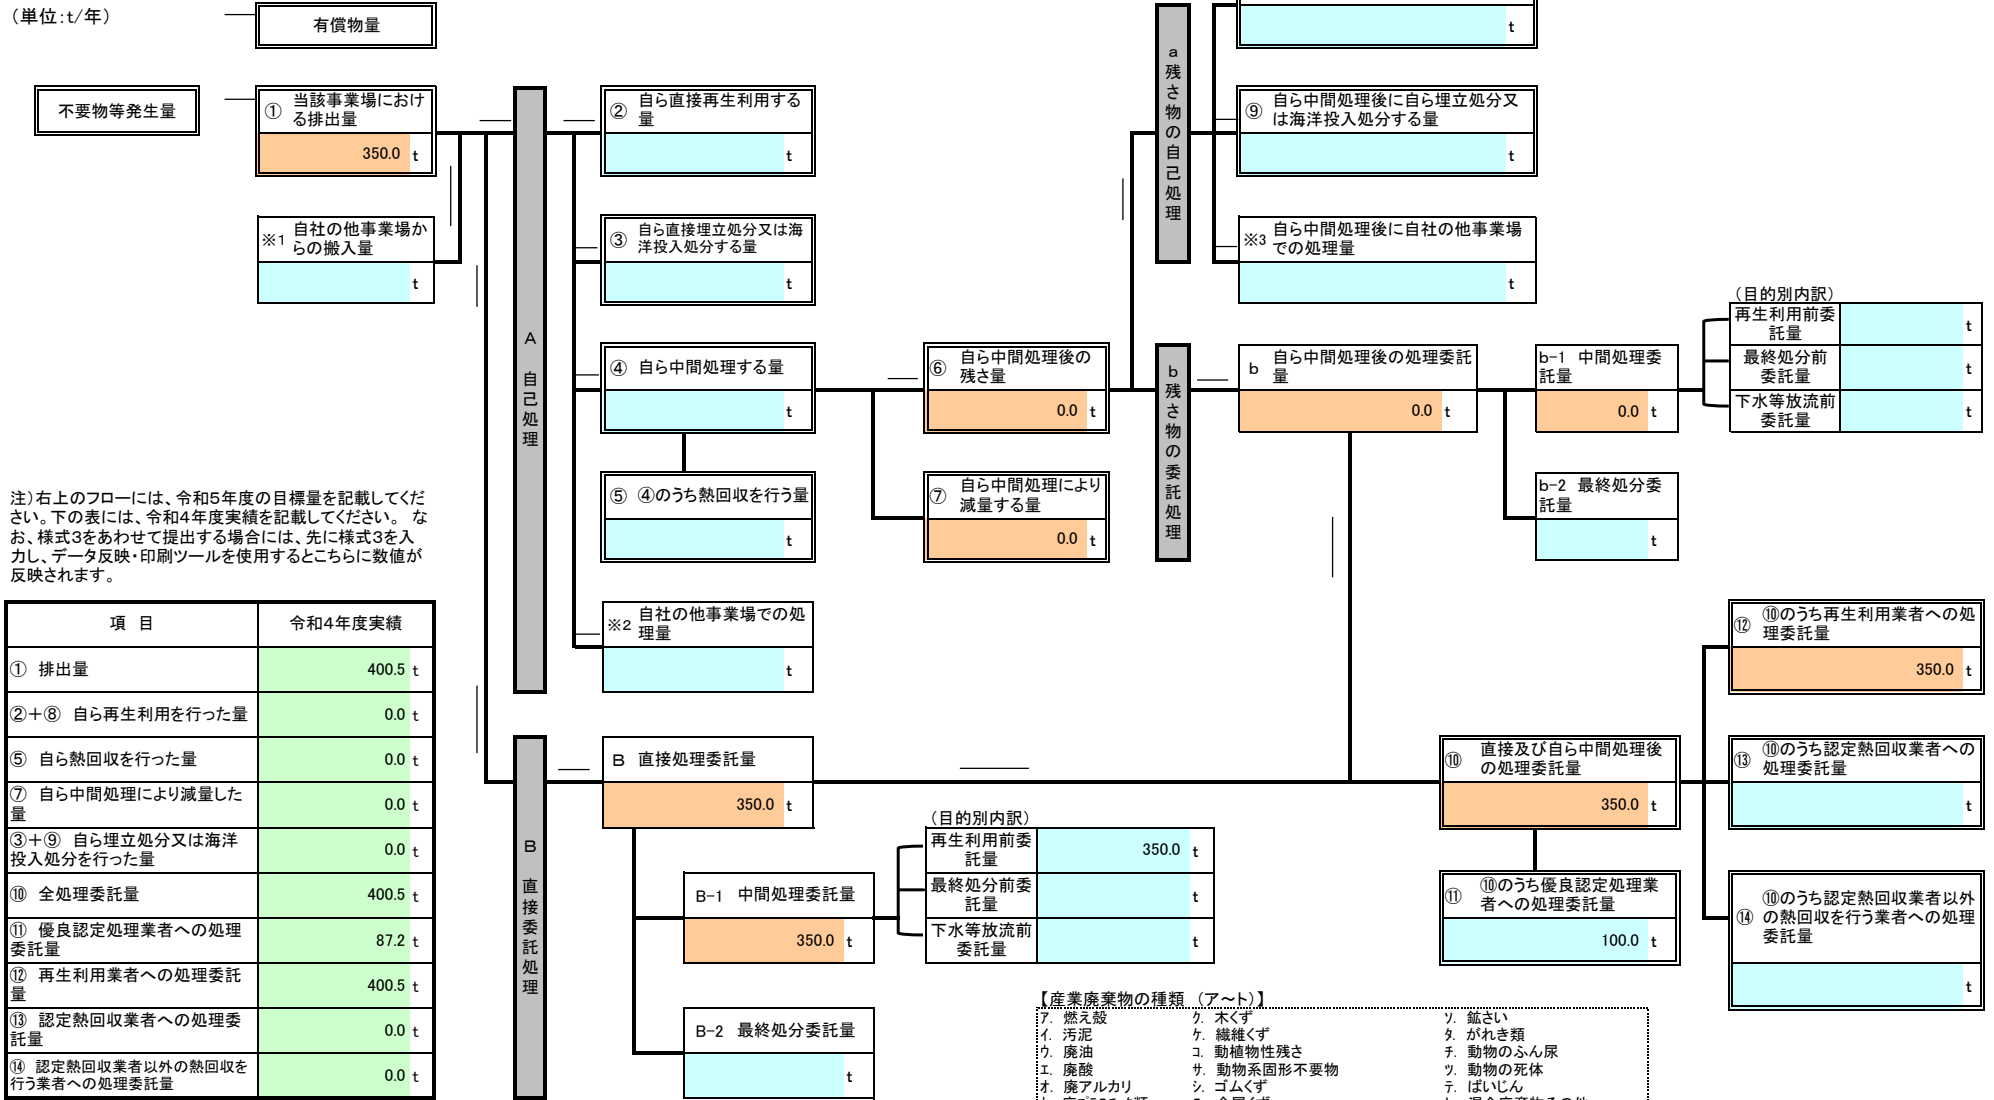 （単位：t/年）
有償物量
不要物等発生量
① 当該事業場におけ
る排出量
350.0 t
※1 自社の他事業場か
らの搬入量
t
A 自己処理
② 自ら直接再生利用する
量
t
③ 自ら直接埋立処分又は海
洋投入処分する量
t
④ 自ら中間処理する量
t
⑤ ④のうち熱回収を行う量
t
※2 自社の他事業場での処
理量
t
⑥ 自ら中間処理後の
残さ量
0.0 t
⑦ 自ら中間処理により
減量する量
0.0 t
a 残さ物の自己処理
t
⑨ 自ら中間処理後に自ら埋立処分又
は海洋投入処分する量
t
※3 自ら中間処理後に自社の他事業場
での処理量
t
b 残さ物の委託処理
b 自ら中間処理後の処理委託
量
0.0 t
b-1 中間処理委
託量
0.0 t
b-2 最終処分委
託量
t
（目的別内訳）
再生利用前委
託量
t
最終処分前
委託量
t
下水等放流前
委託量
t
注）右上のフローには、令和5年度の目標量を記載してくだ
さい。下の表には、令和4年度実績を記載してください。 な
お、様式3をあわせて提出する場合には、先に様式3を入
力し、データ反映・印刷ツールを使用するとこちらに数値が
反映されます。
項 目 令和4年度実績
① 排出量 400.5 t
②＋⑧ 自ら再生利用を行った量 0.0 t
⑤ 自ら熱回収を行った量 0.0 t
⑦ 自ら中間処理により減量した
量 0.0 t
③＋⑨ 自ら埋立処分又は海洋
投入処分を行った量 0.0 t
⑩ 全処理委託量 400.5 t
⑪ 優良認定処理業者への処理
委託量 87.2 t
⑫ 再生利用業者への処理委託
量 400.5 t
⑬ 認定熱回収業者への処理委
託量 0.0 t
⑭ 認定熱回収業者以外の熱回収を
行う業者への処理委託量 0.0 t
B 直接委託処理
B 直接処理委託量
350.0 t
B-1 中間処理委託量
350.0 t
B-2 最終処分委託量
t
（目的別内訳）
再生利用前委
託量
350.0 t
最終処分前委
託量
t
下水等放流前
委託量
t
⑩ 直接及び自ら中間処理後
の処理委託量
350.0 t
⑪ ⑩のうち優良認定処理業
者への処理委託量
100.0 t
⑫ ⑩のうち再生利用業者への処
理委託量
350.0 t
⑬ ⑩のうち認定熱回収業者への
処理委託量
t
⑭ ⑩のうち認定熱回収業者以外
の熱回収を行う業者への処理
委託量
t
【産業廃棄物の種類 （ア～ト）】
ｱ. 燃え殻 ｸ. 木くず ｿ. 鉱さい
ｲ. 汚泥 ｹ. 繊維くず ﾀ. がれき類
ｳ. 廃油 ｺ. 動植物性残さ ﾁ. 動物のふん尿
ｴ. 廃酸 ｻ. 動物系固形不要物 ﾂ. 動物の死体
ｵ. 廃アルカリ ｼ. ゴムくず ﾃ. ばいじん